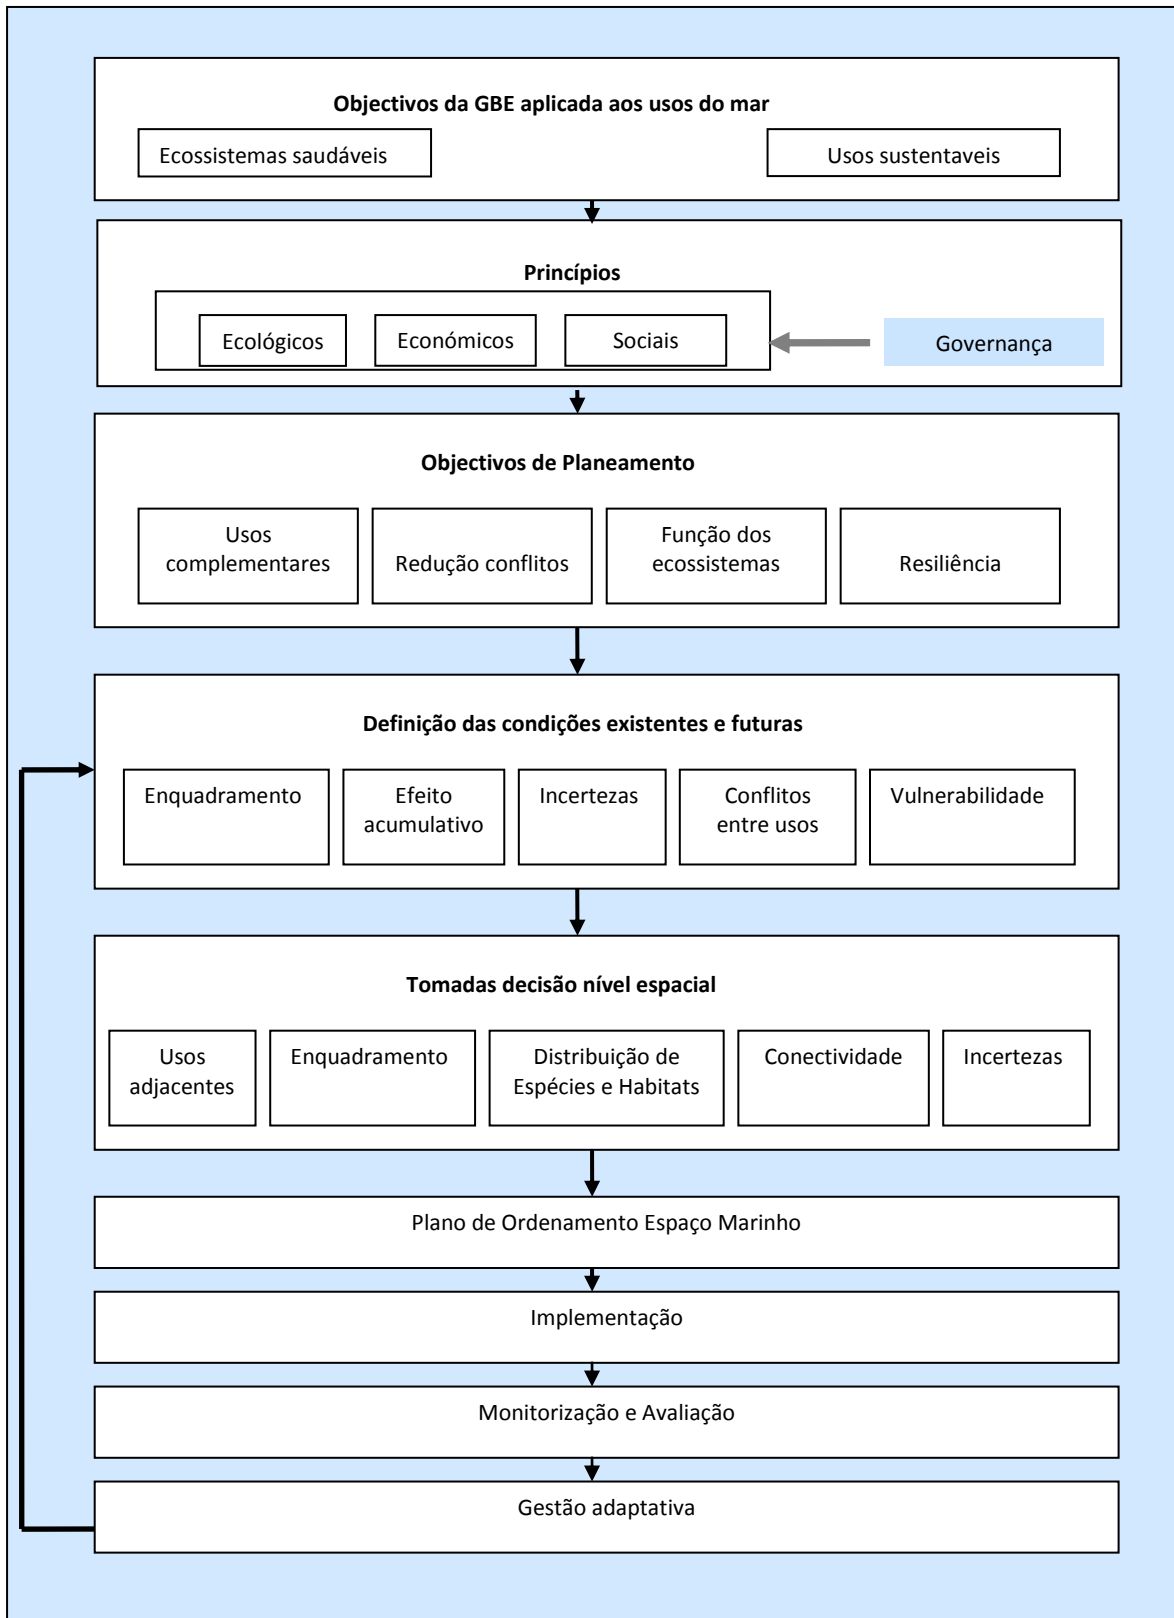 Objectivos da GBE aplicada aos usos do mar
Ecossistemas saudáveis
Usos sustentaveis
Princípios
Ecológicos
Económicos
Sociais
Governança
Objectivos de Planeamento
Usos
complementares
Redução conflitos
Função dos
ecossistemas
Resiliência
Definição das condições existentes e futuras
Enquadramento
Efeito
acumulativo
Incertezas
Conflitos
entre usos
Vulnerabilidade
Tomadas decisão nível espacial
Usos
adjacentes
Enquadramento
Distribuição de
Espécies e Habitats
Conectividade
Incertezas
Plano de Ordenamento Espaço Marinho
Implementação
Monitorização e Avaliação
Gestão adaptativa